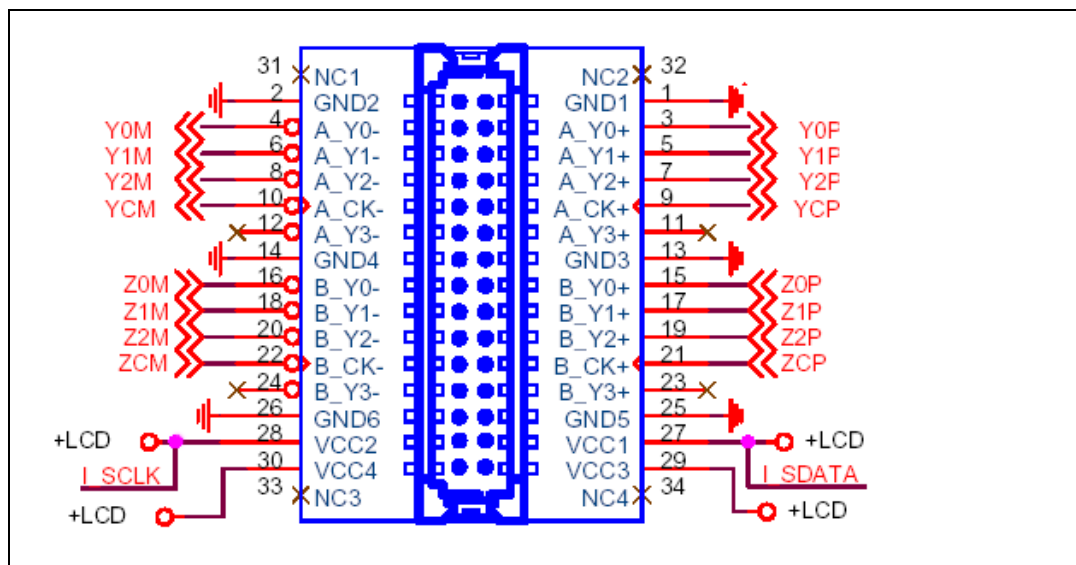 31 NC1 NC2 32
2 GND2 GND1 1
Y0M 4 A_Y0- A_Y0+ 3 Y0P
Y1M 6 A_Y1- A_Y1+ 5 Y1P
Y2M 8 A_Y2- A_Y2+ 7 Y2P
YCM 10 A_CK- A_CK+ 9 YCP
12 A_Y3- A_Y3+ 11
14 GND4 GND3 13
Z0M 16 B_Y0- B_Y0+ 15 Z0P
Z1M 18 B_Y1- B_Y1+ 17 Z1P
Z2M 20 B_Y2- B_Y2+ 19 Z2P
ZCM 22 B_CK- B_CK+ 21 ZCP
24 B_Y3- B_Y3+ 23
26 GND6 GND5 25
+LCD 28 VCC2 VCC1 27 +LCD
I_SCLK 30 VCC4 VCC3 29 I_SDATA
33 NC3 NC4 34
+LCD +LCD